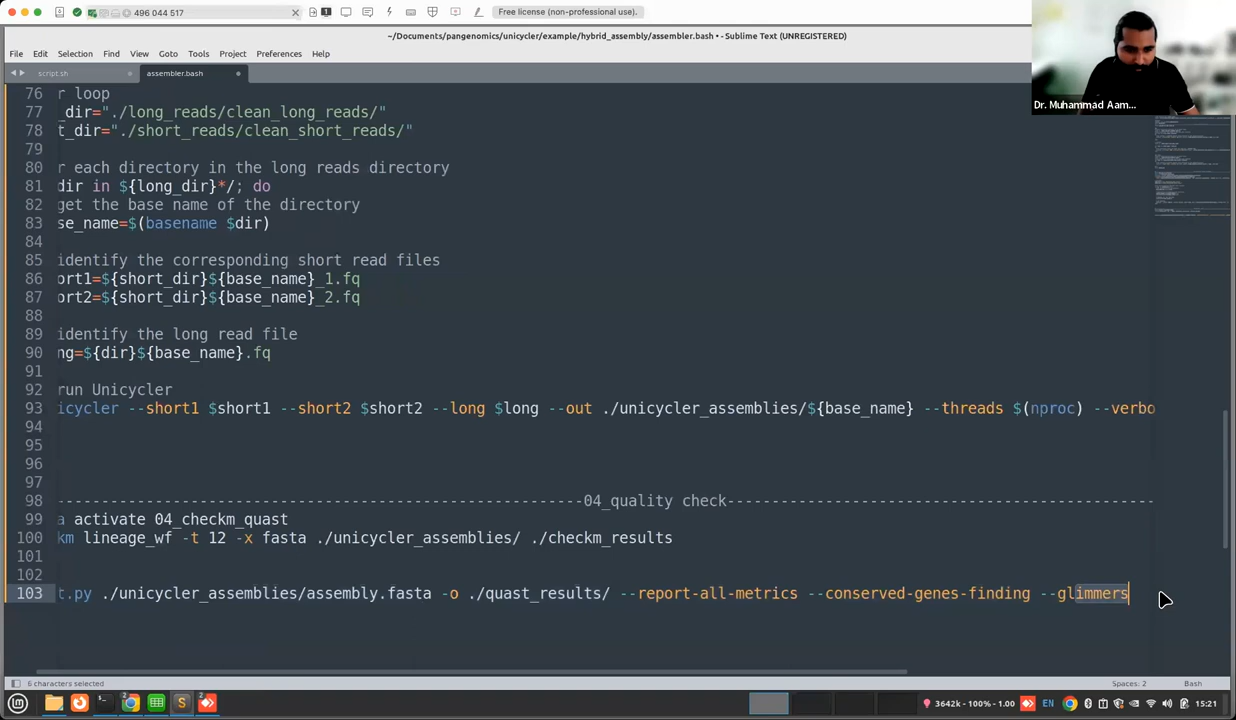 496 044 517
1
Free license (non-commercial use).
~/Documents/pangenomics/unicycler/example/hybrid_assembly/assembler.bash • - Sublime Text (UNREGISTERED)
Dr. Muhammad Aam...
File Edit Selection Find View Goto Tools Project Preferences Help
script.sh assembler.bash
76 r loop
77 _dir="./long_reads/clean_long_reads/"
78 t_dir="./short_reads/clean_short_reads/"
79
80 r each directory in the long reads directory
81 dir in ${long_dir}*/; do
82 get the base name of the directory
83 se_name=$(basename $dir)
84
85 identify the corresponding short read files
86 ort1=${short_dir}${base_name}_1.fq
87 ort2=${short_dir}${base_name}_2.fq
88
89 identify the long read file
90 ng=${dir}${base_name}.fq
91
92 run Unicycler
93 icycler --short1 $short1 --short2 $short2 --long $long --out ./unicycler_assemblies/${base_name} --threads $(nproc) --verbo
94
95
96
97
98 ------------------------------------------------------------04_quality check-------------------------------------------------
99 a activate 04_checkm_quast
100 km lineage_wf -t 12 -x fasta ./unicycler_assemblies/ ./checkm_results
101
102
103 t.py ./unicycler_assemblies/assembly.fasta -o ./quast_results/ --report-all-metrics --conserved-genes-finding --glimmers
6 characters selected Spaces: 2 Bash
2 2 3642k - 100% - 1.00 EN 15:21